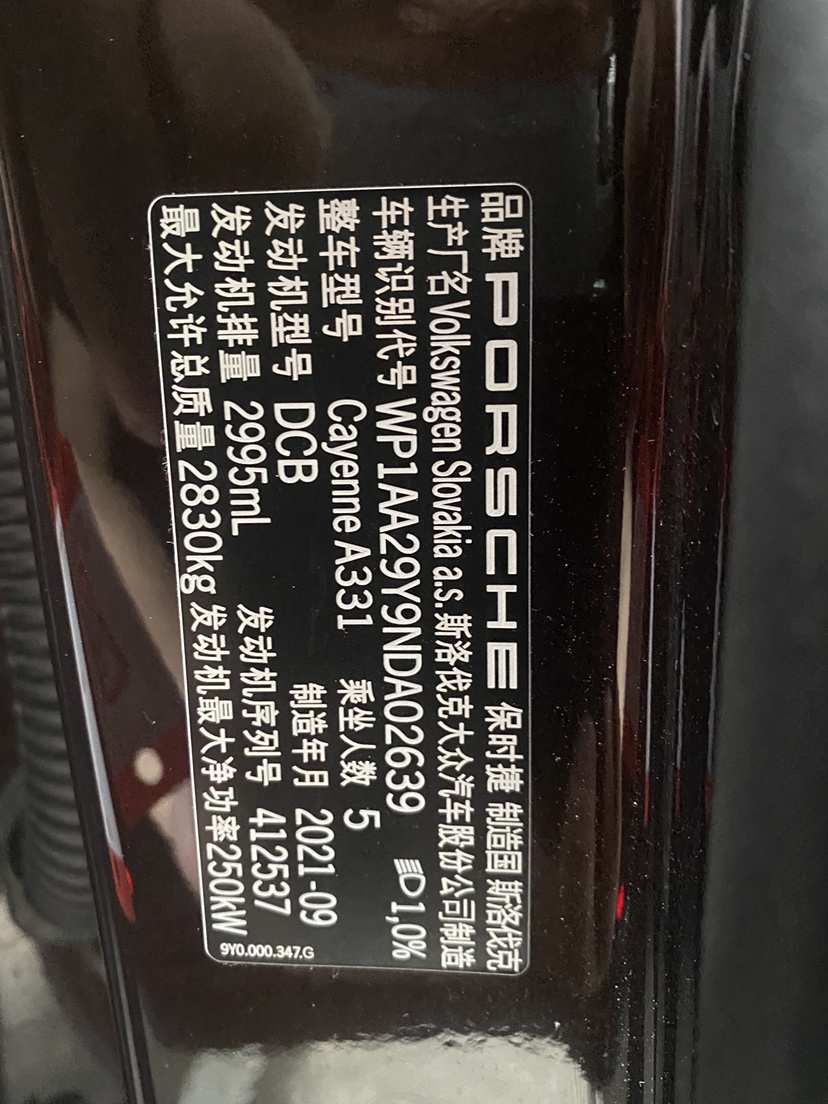 品牌 PORSCHE 保时捷 制造国 斯洛伐克
生产厂名 Volkswagen Slovakia a.s. 斯洛伐克大众汽车股份公司制造
车辆识别代号 WP1AA29Y9NDA02639 1,0%
整车型号 Cayenne A331 乘坐人数 5
发动机型号 DCB 制造年月 2021-09
发动机排量 2995mL 发动机序列号 412537
最大允许总质量 2830kg 发动机最大净功率 250kW
9Y0.000.347.G